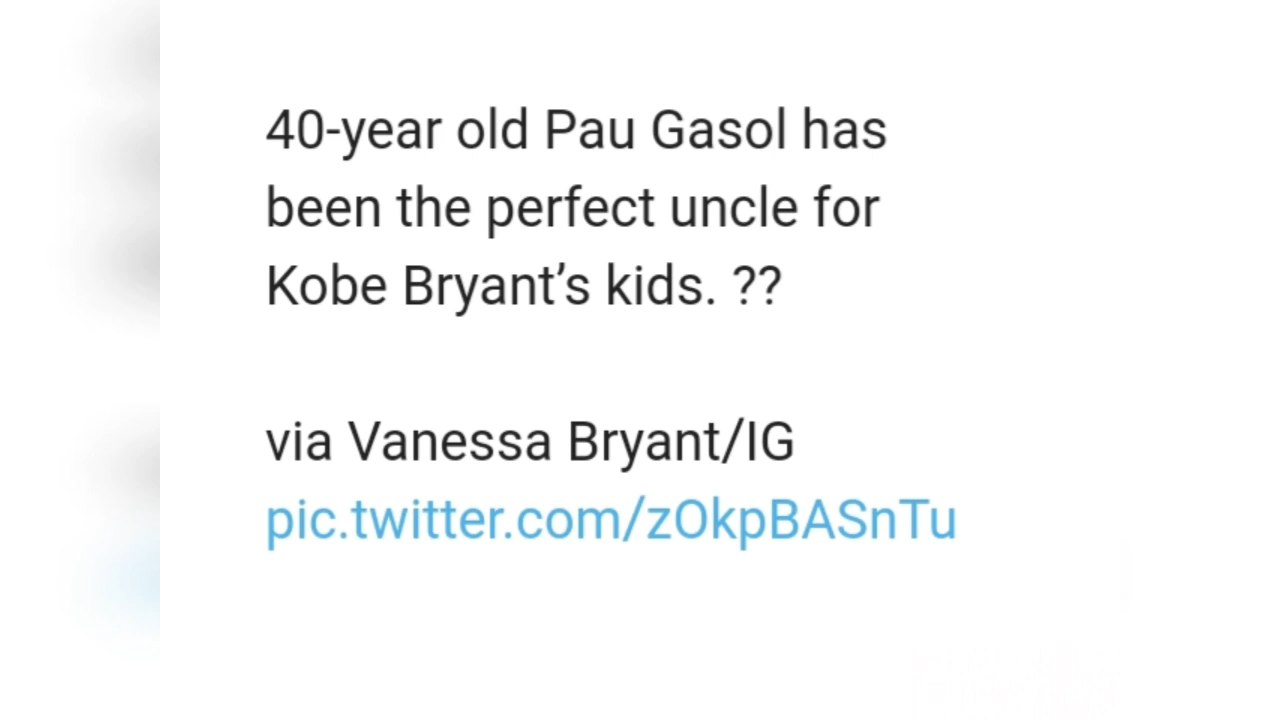 40-year old Pau Gasol has
been the perfect uncle for
Kobe Bryant’s kids. ??
via Vanessa Bryant/IG
pic.twitter.com/zOkpBASnTu